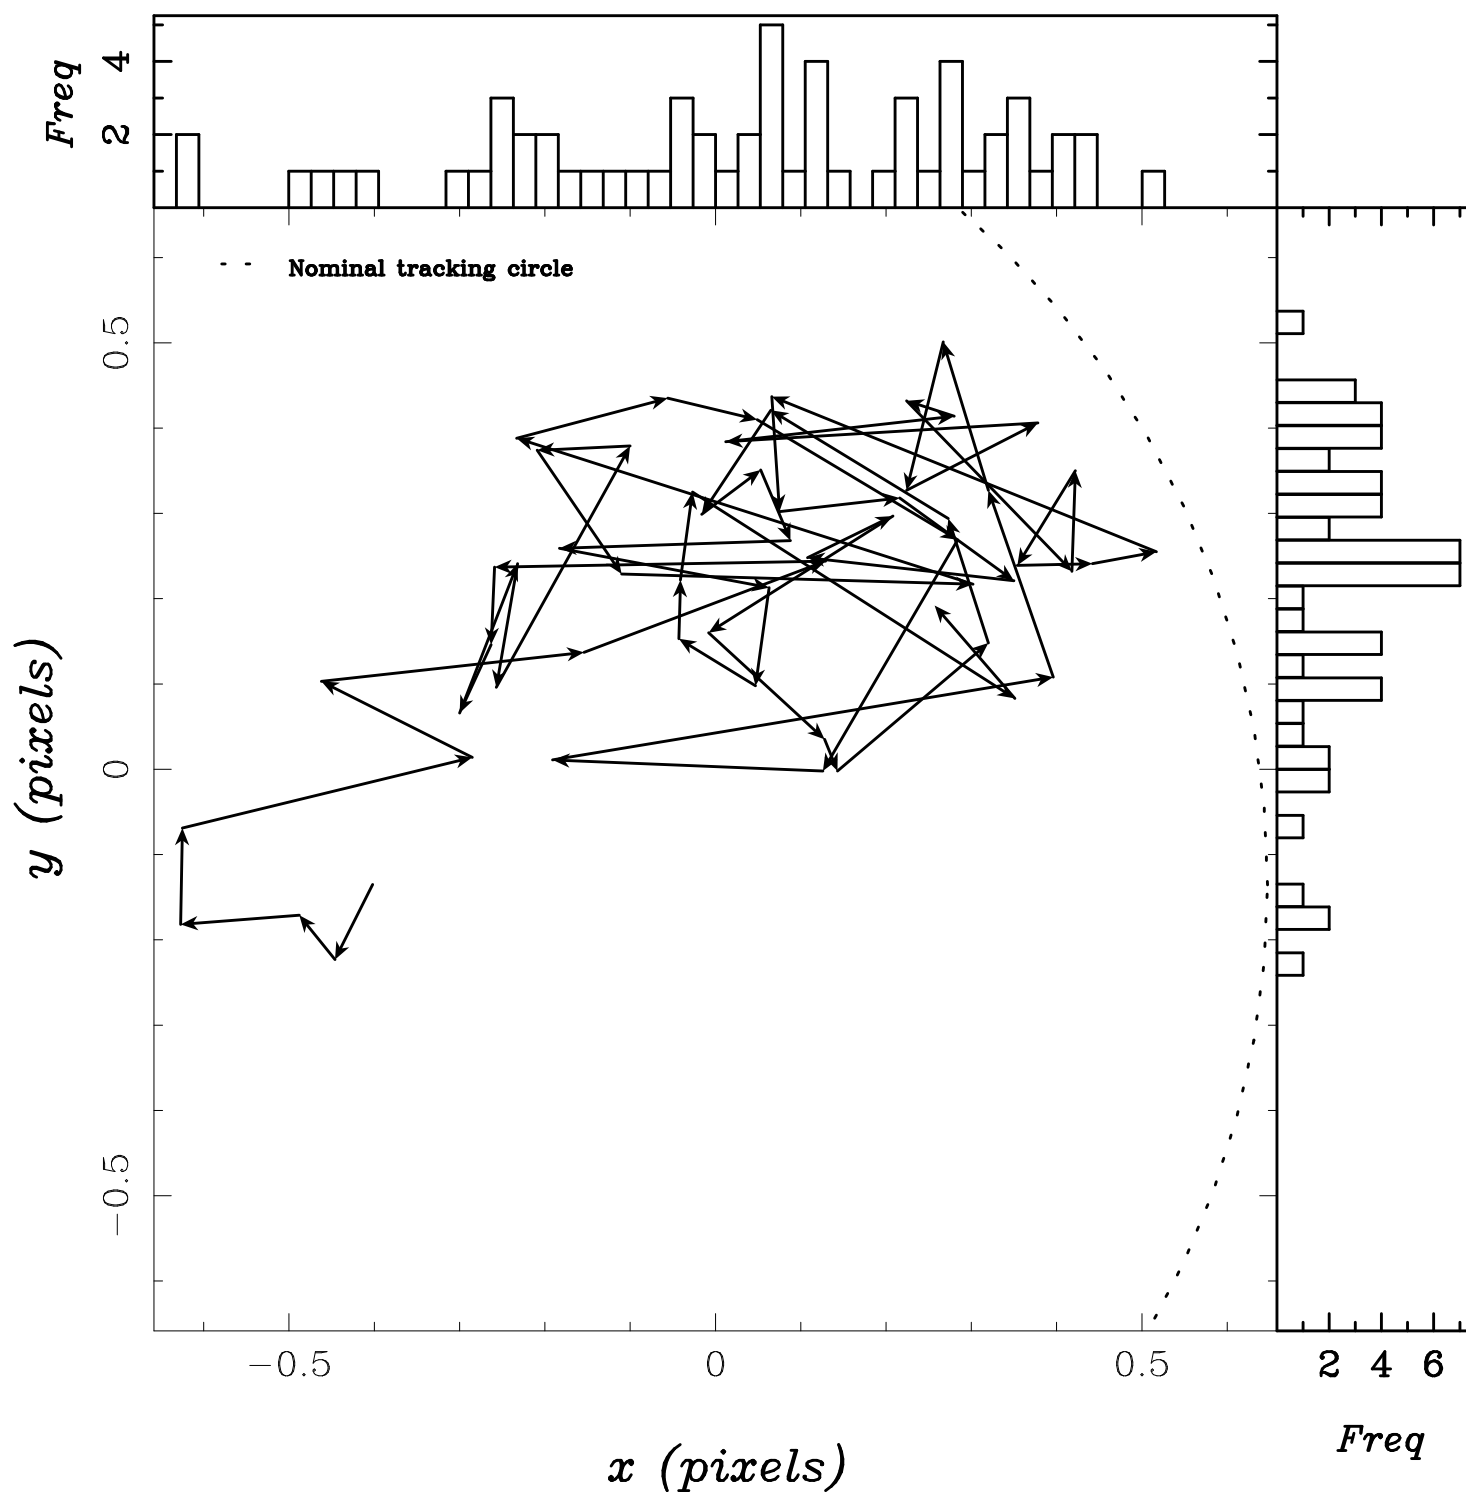 Freq
4
2
Nominal tracking circle
0.5
0
−0.5
y (pixels)
−0.5 0 0.5
2 4 6
Freq
x (pixels)